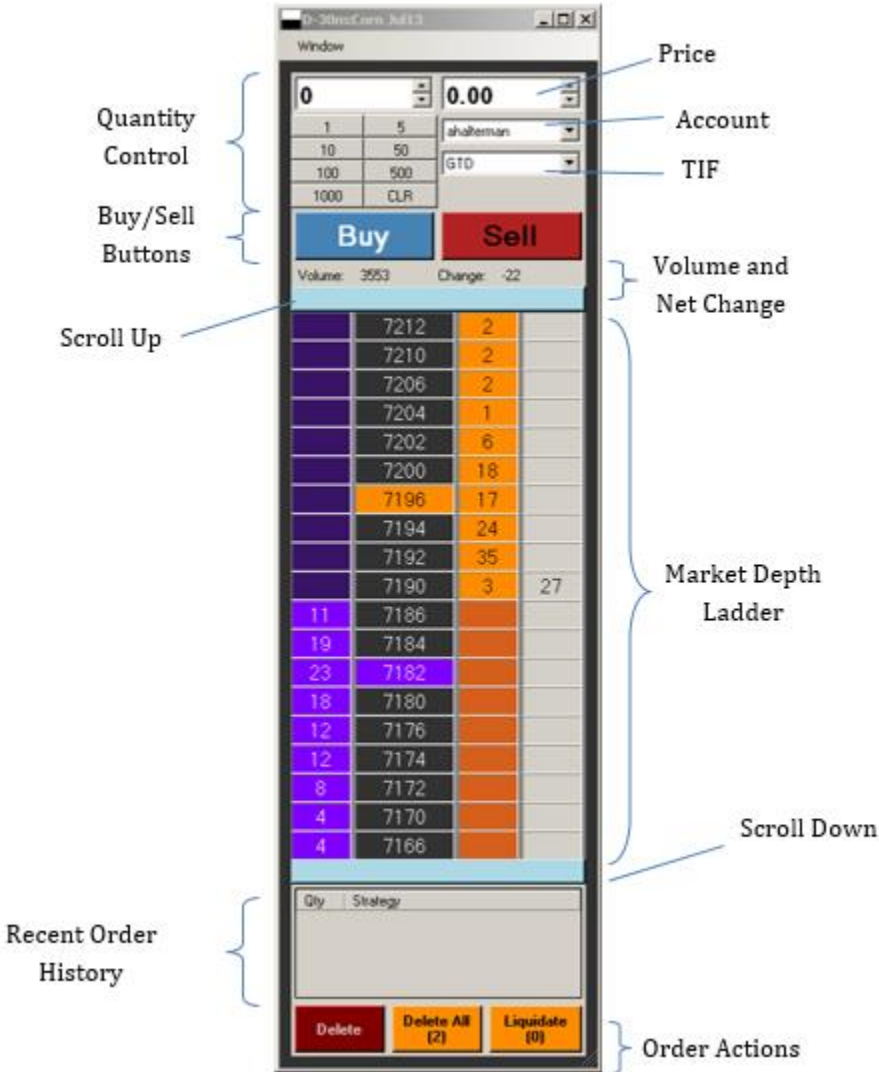 Window
Price
0 0.00
Quantity
Control
Account
1 5
ahalterman
10 50
TIF
GTD
100 500
1000 CLR
Buy/Sell
Buttons
Buy Sell
Volume: 3553 Change: -22
Volume and
Net Change
Scroll Up
7212 2
7210 2
7206 2
7204 1
7202 6
7200 18
7196 17
7194 24
7192 35
7190 3 27
Market Depth
Ladder
11 7186
19 7184
23 7182
18 7180
12 7176
12 7174
8 7172
4 7170
4 7166
Scroll Down
Qty Strategy
Recent Order
History
Delete
Delete All
(2)
Liquidate
(0)
Order Actions